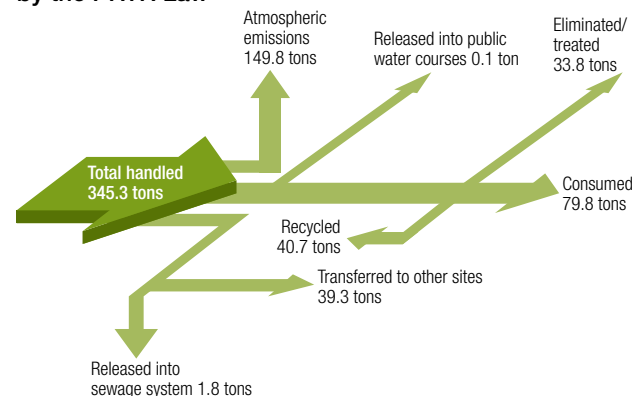 Atmospheric
emissions
149.8 tons
Released into public
water courses 0.1 ton
Eliminated/
treated
33.8 tons
Total handled
345.3 tons
Consumed
79.8 tons
Recycled
40.7 tons
Transferred to other sites
39.3 tons
Released into
sewage system 1.8 tons